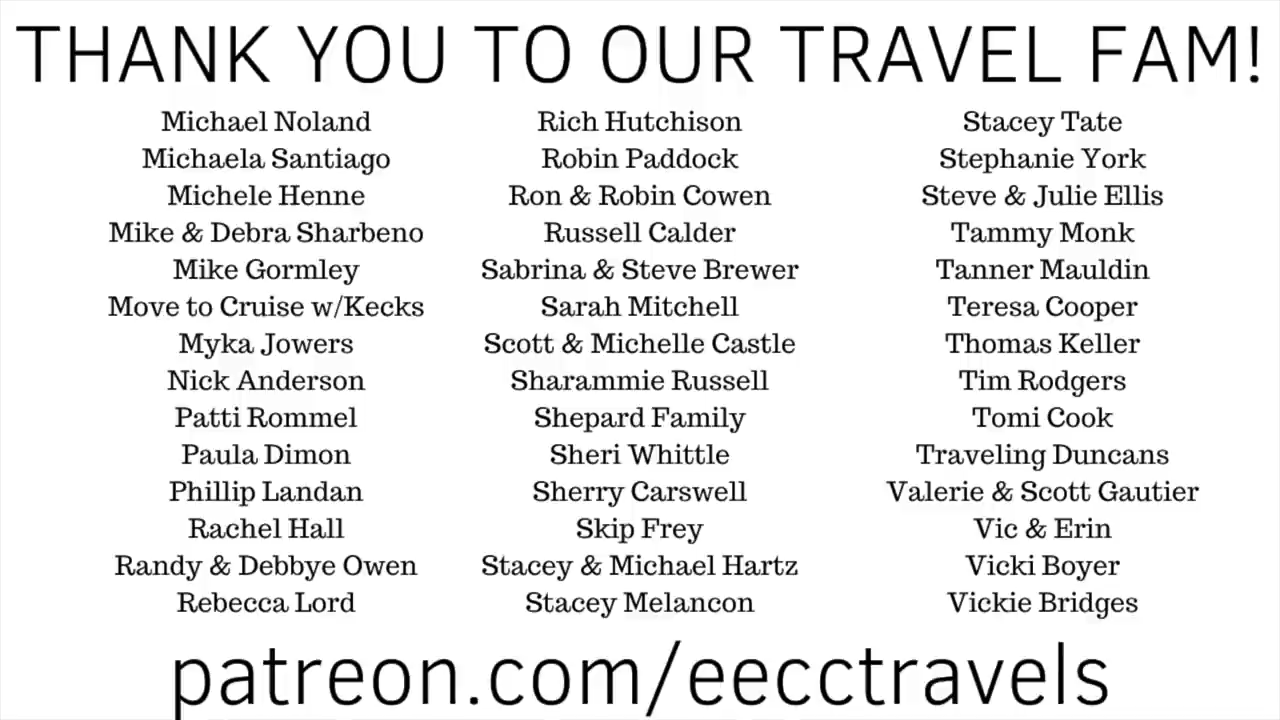 THANK YOU TO OUR TRAVEL FAM!
Michael Noland
Michaela Santiago
Michele Henne
Mike & Debra Sharbeno
Mike Gormley
Move to Cruise w/Kecks
Myka Jowers
Nick Anderson
Patti Rommel
Paula Dimon
Phillip Landan
Rachel Hall
Randy & Debbye Owen
Rebecca Lord
Rich Hutchison
Robin Paddock
Ron & Robin Cowen
Russell Calder
Sabrina & Steve Brewer
Sarah Mitchell
Scott & Michelle Castle
Sharammie Russell
Shepard Family
Sheri Whittle
Sherry Carswell
Skip Frey
Stacey & Michael Hartz
Stacey Melancon
Stacey Tate
Stephanie York
Steve & Julie Ellis
Tammy Monk
Tanner Mauldin
Teresa Cooper
Thomas Keller
Tim Rodgers
Tomi Cook
Traveling Duncans
Valerie & Scott Gautier
Vic & Erin
Vicki Boyer
Vickie Bridges
patreon.com/eecctravels